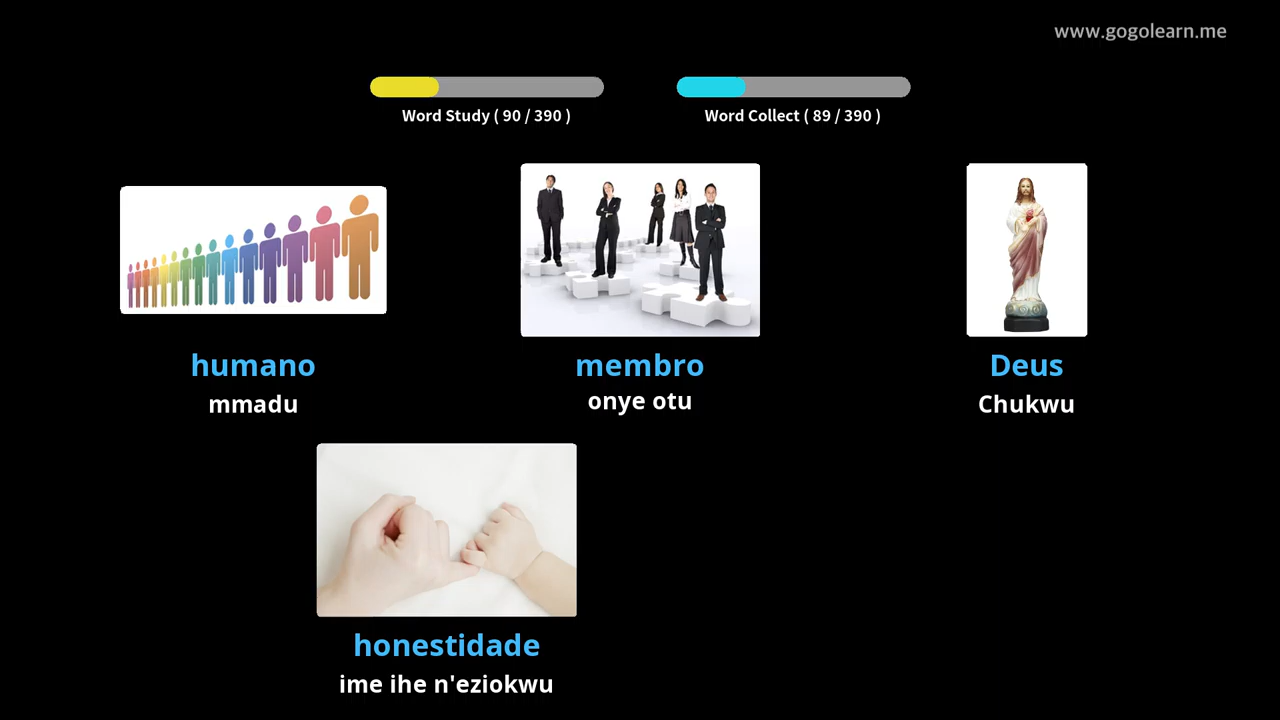 www.gogolearn.me
Word Study ( 90 / 390 )
Word Collect ( 89 / 390 )
humano
mmadu
membro
onye otu
Deus
Chukwu
honestidade
ime ihe n'eziokwu